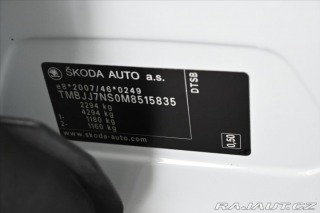 ŠKODA AUTO a.s.
e8*2007/46*0249
TMBJJ7NS0M8515835
2294 kg
4294 kg
1- 1180 kg
2- 1160 kg
www.skoda-auto.com
DTSB
0,50
RAJAUT.CZ